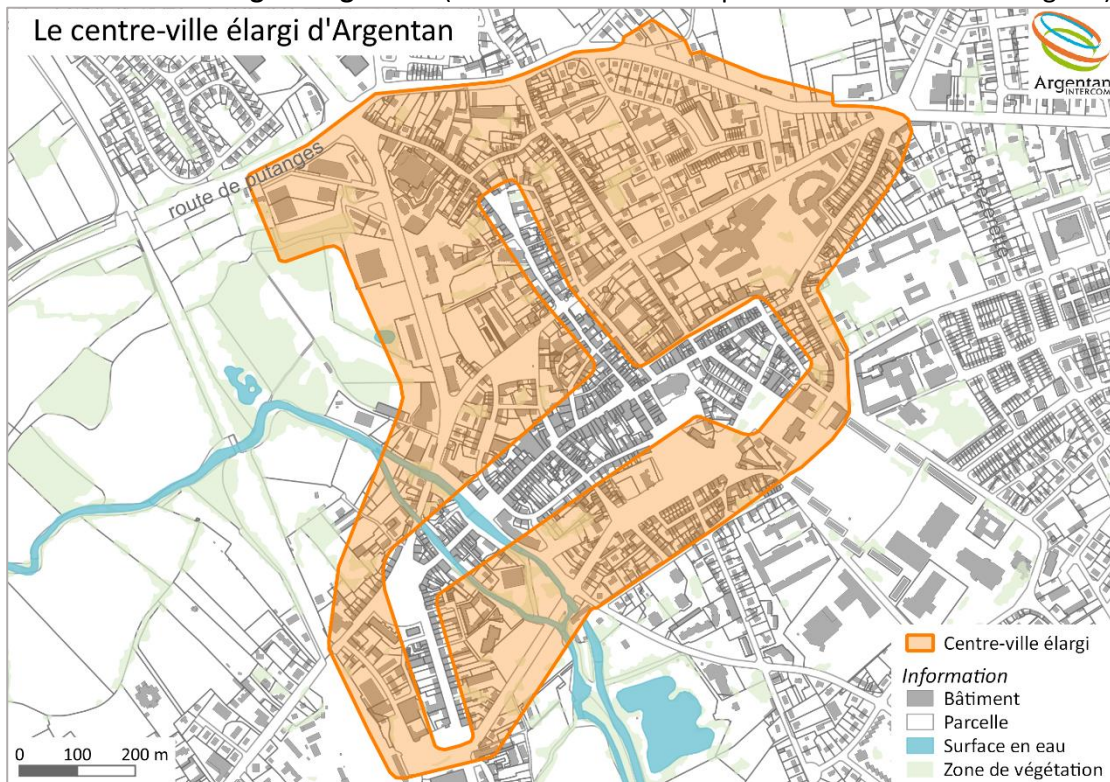 Le centre-ville élargi d'Argentan
Argentan
INTERCOM
route de putanges
0 100 200 m
Centre-ville élargi
Information
Bâtiment
Parcelle
Surface en eau
Zone de végétation